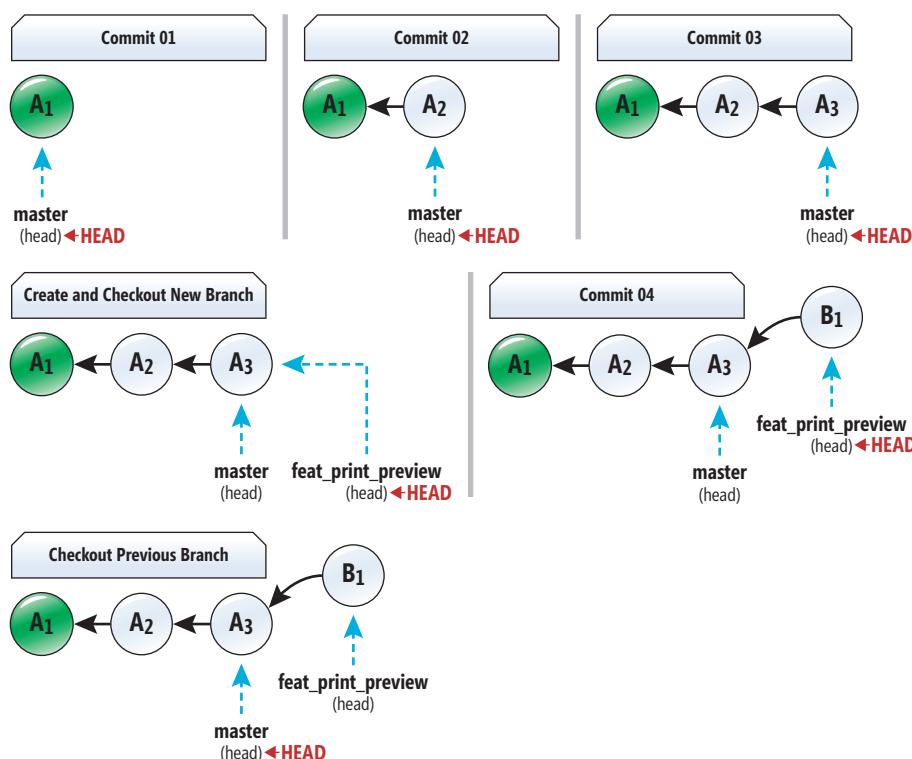 Commit 01
A1
master
(head) HEAD
Commit 02
A1 A2
master
(head) HEAD
Commit 03
A1 A2 A3
master
(head) HEAD
Create and Checkout New Branch
A1 A2 A3
master
(head)
feat_print_preview
(head) HEAD
Commit 04
B1
A1 A2 A3
feat_print_preview
(head) HEAD
master
(head)
Checkout Previous Branch
B1
A1 A2 A3
feat_print_preview
(head)
master
(head) HEAD